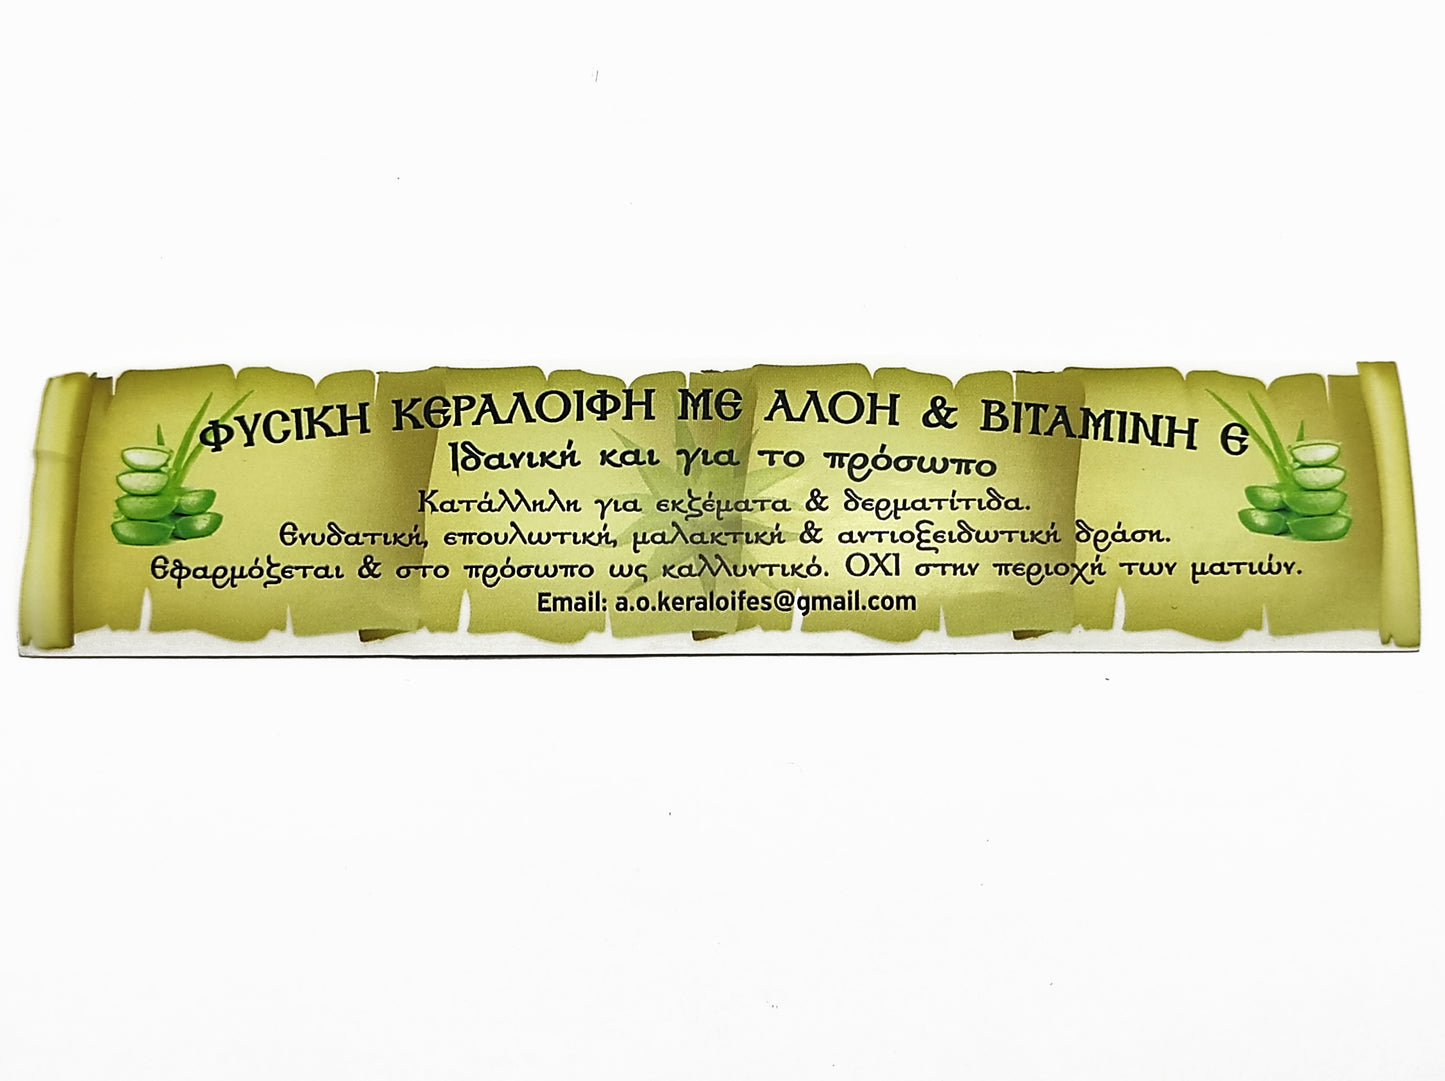 ΦΥΣΙΚΗ ΚΕΡΑΛΟΙΦΗ ΜΕ ΑΛΟΗ & ΒΙΤΑΜΙΝΗ Ε
Ιδανική και για το πρόσωπο
Κατάλληλη για εκζέματα & δερματίτιδα.
Ενυδατική, επουλωτική, μαλακτική & αντιοξειδωτική δράση.
Εφαρμόζεται & στο πρόσωπο ως καλλυντικό. ΟΧΙ στην περιοχή των ματιών.
Email: a.o.keraloifes@gmail.com